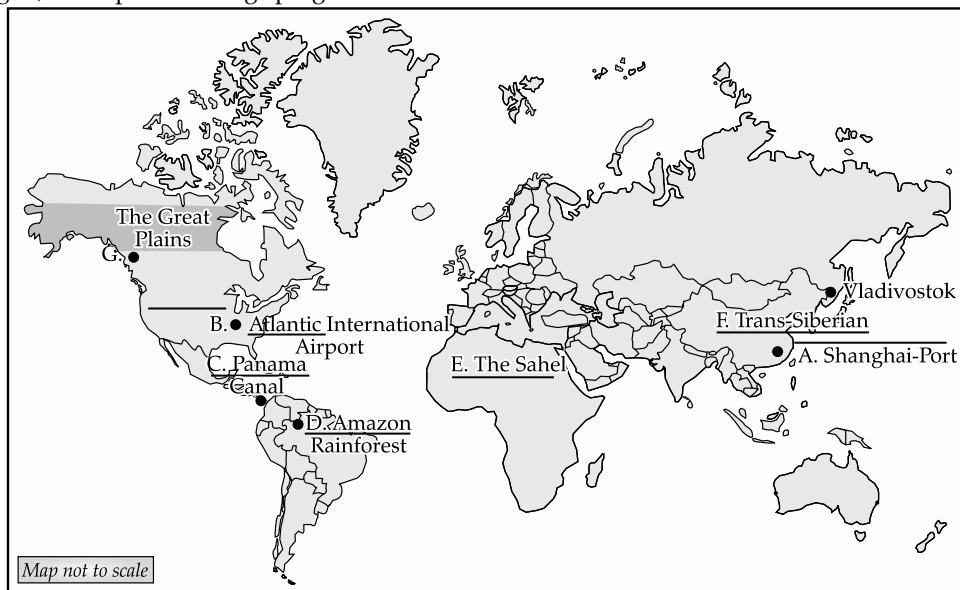 The Great
Plains
G.
Vladivostok
B. Atlantic International
Airport
F. Trans-Siberian
A. Shanghai-Port
C. Panama
Canal
E. The Sahel
D. Amazon
Rainforest
Map not to scale